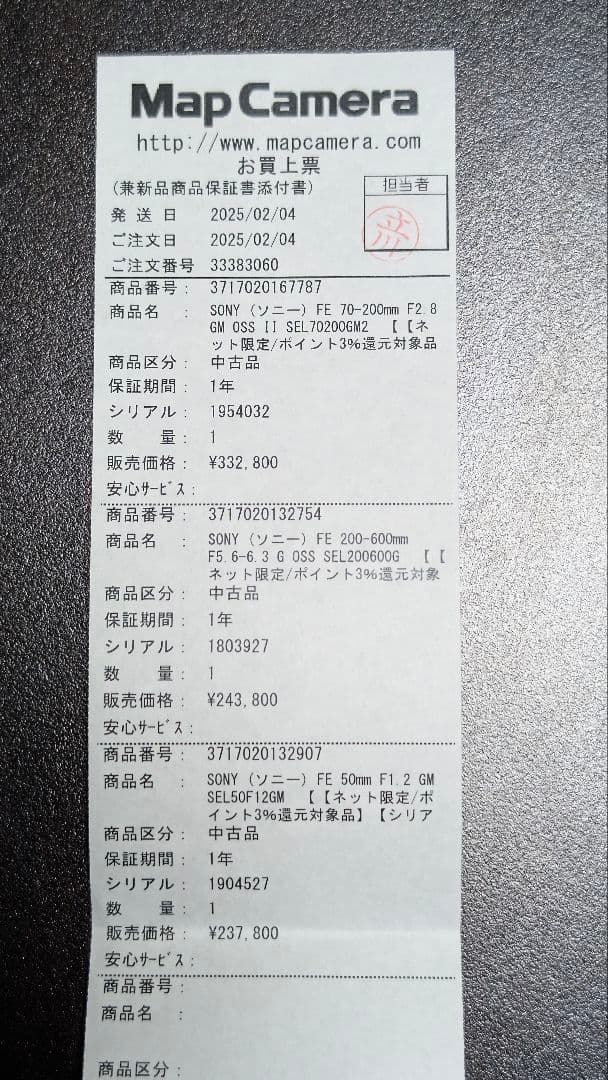 Map Camera
http://www.mapcamera.com
お買上票
(兼新品商品保証書添付書)
担当者
発 送 日 2025/02/04
ご注文日 2025/02/04
ご注文番号 33383060
商品番号: 3717020167787
商品名 : SONY (ソニー) FE 70-200mm F2.8
GM OSS II SEL70200GM2 【【ネ
ット限定/ポイント3%還元対象品
商品区分: 中古品
保証期間: 1年
シリアル: 1954032
数 量: 1
販売価格: ¥332,800
安心サービス:
商品番号: 3717020132754
商品名 : SONY (ソニー) FE 200-600mm
F5.6-6.3 G OSS SEL200600G 【【
ネット限定/ポイント3%還元対象
商品区分: 中古品
保証期間: 1年
シリアル: 1803927
数 量: 1
販売価格: ¥243,800
安心サービス:
商品番号: 3717020132907
商品名 : SONY (ソニー) FE 50mm F1.2 GM
SEL50F12GM 【【ネット限定/ポ
イント3%還元対象品】【シリア
商品区分: 中古品
保証期間: 1年
シリアル: 1904527
数 量: 1
販売価格: ¥237,800
安心サービス:
商品番号:
商品名 :
商品区分: